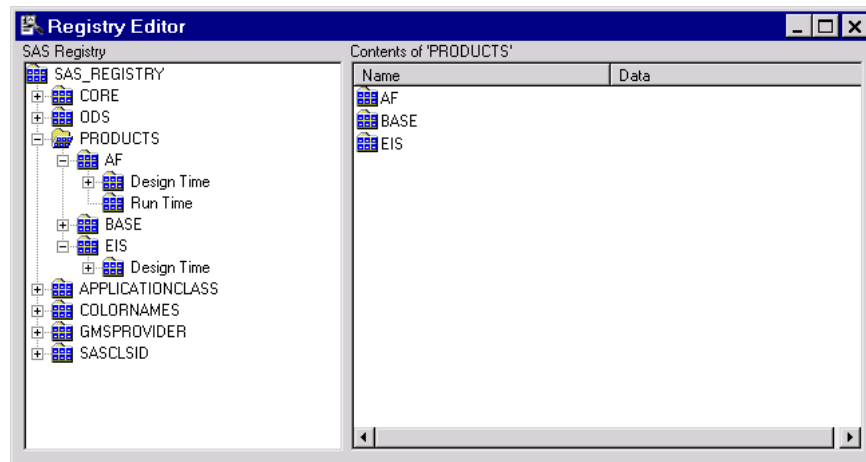 Registry Editor
SAS Registry
SAS_REGISTRY
CORE
ODS
PRODUCTS
AF
Design Time
Run Time
BASE
EIS
Design Time
APPLICATIONCLASS
COLORNAMES
GMSPROVIDER
SASCLSID
Contents of 'PRODUCTS'
Name Data
AF
BASE
EIS